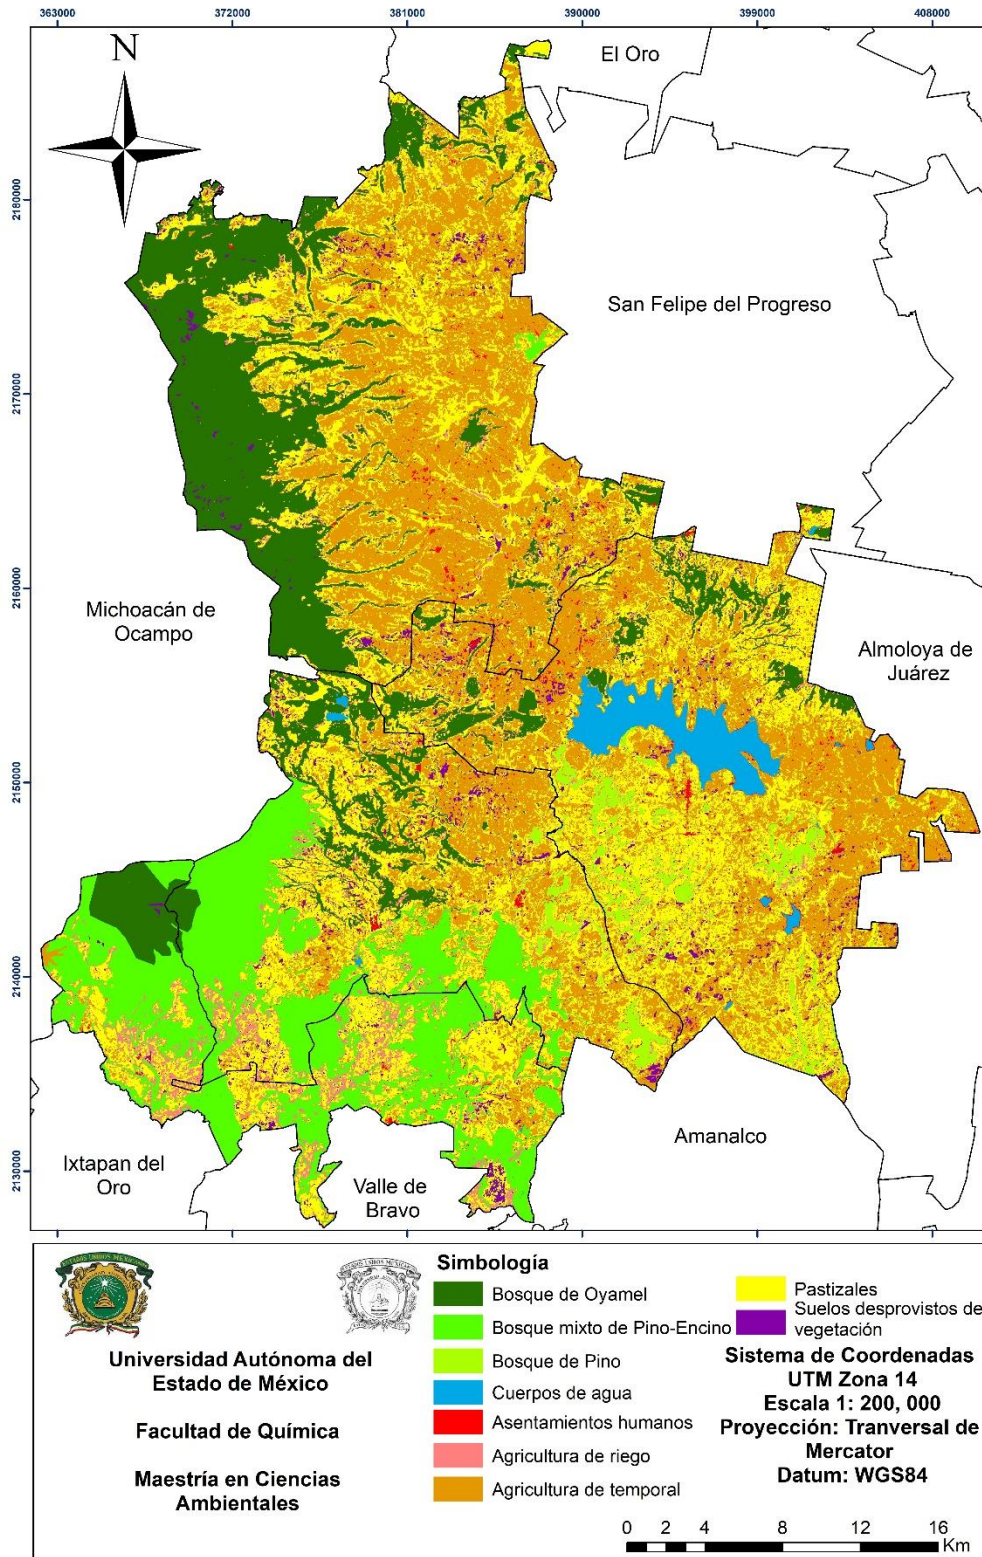 363000 372000 381000 390000 399000 408000
N
El Oro
2180000
San Felipe del Progreso
2170000
2160000
Michoacán de
Ocampo
Almoloya de
Juárez
2150000
2140000
Amanalco
2130000
Ixtapan del
Oro
Valle de
Bravo
Universidad Autónoma del
Estado de México
Facultad de Química
Maestría en Ciencias
Ambientales
Simbología
Bosque de Oyamel
Bosque mixto de Pino-Encino
Bosque de Pino
Cuerpos de agua
Asentamientos humanos
Agricultura de riego
Agricultura de temporal
Pastizales
Suelos desprovistos de
vegetación
Sistema de Coordenadas
UTM Zona 14
Escala 1: 200, 000
Proyección: Tranversal de
Mercator
Datum: WGS84
0 2 4 8 12 16
Km